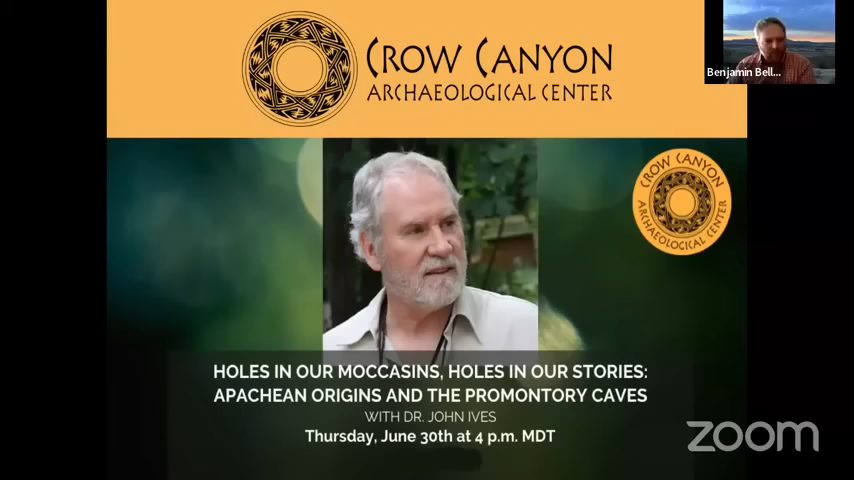 CROW CANYON
ARCHAEOLOGICAL CENTER
Benjamin Bell...
CROW CANYON
ARCHAEOLOGICAL CENTER
HOLES IN OUR MOCCASINS, HOLES IN OUR STORIES:
APACHEAN ORIGINS AND THE PROMONTORY CAVES
WITH DR. JOHN IVES
Thursday, June 30th at 4 p.m. MDT
zoom